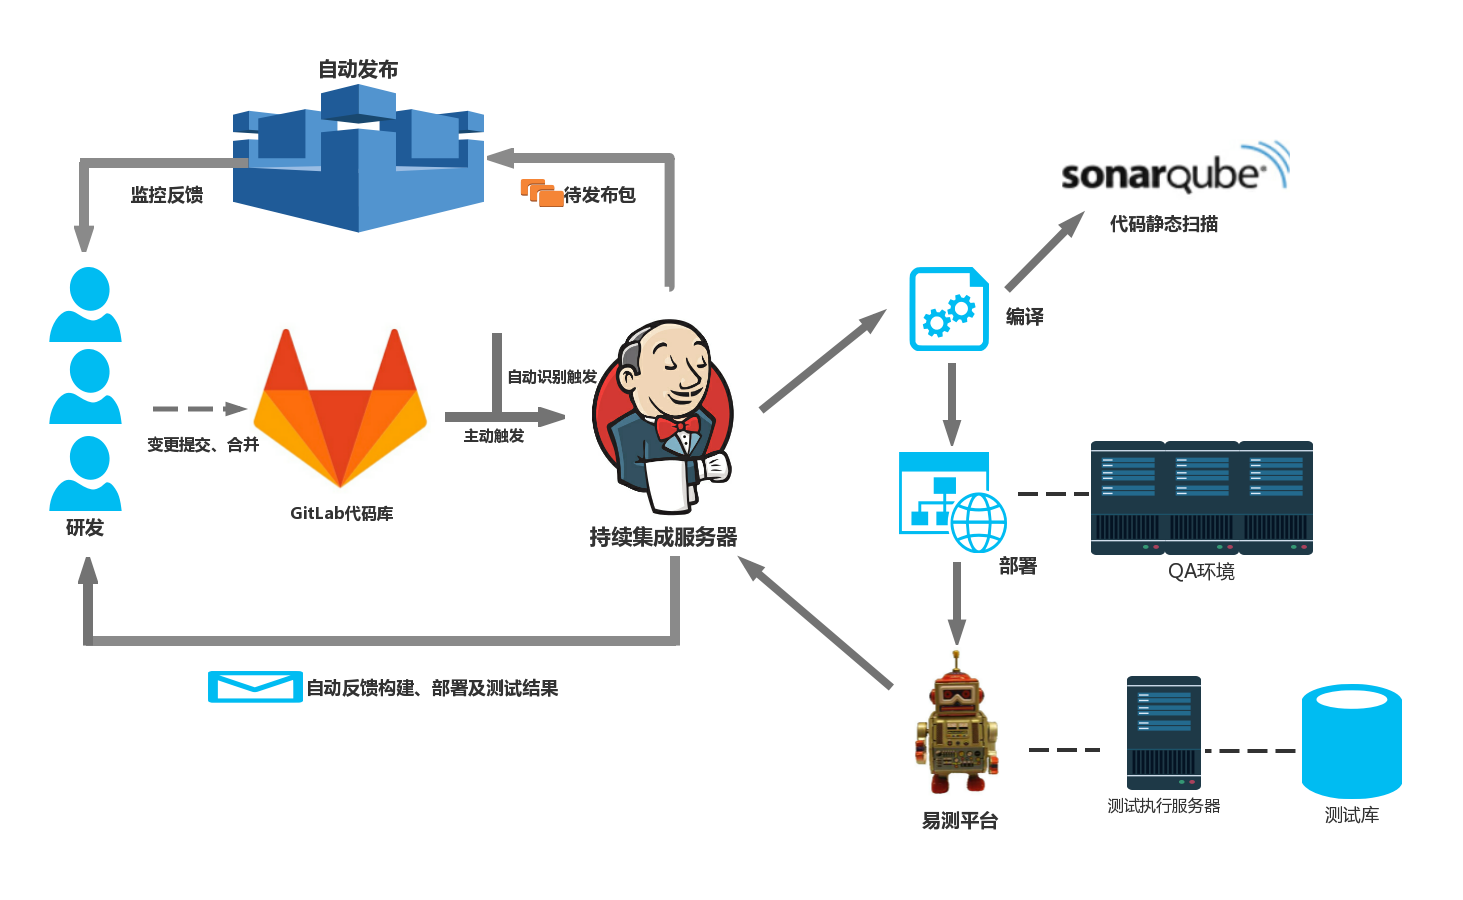 自动发布
监控反馈
待发布包
sonarqube
代码静态扫描
编译
自动识别触发
主动触发
变更提交、合并
GitLab代码库
研发
持续集成服务器
部署
QA环境
自动反馈构建、部署及测试结果
易测平台
测试执行服务器
测试库